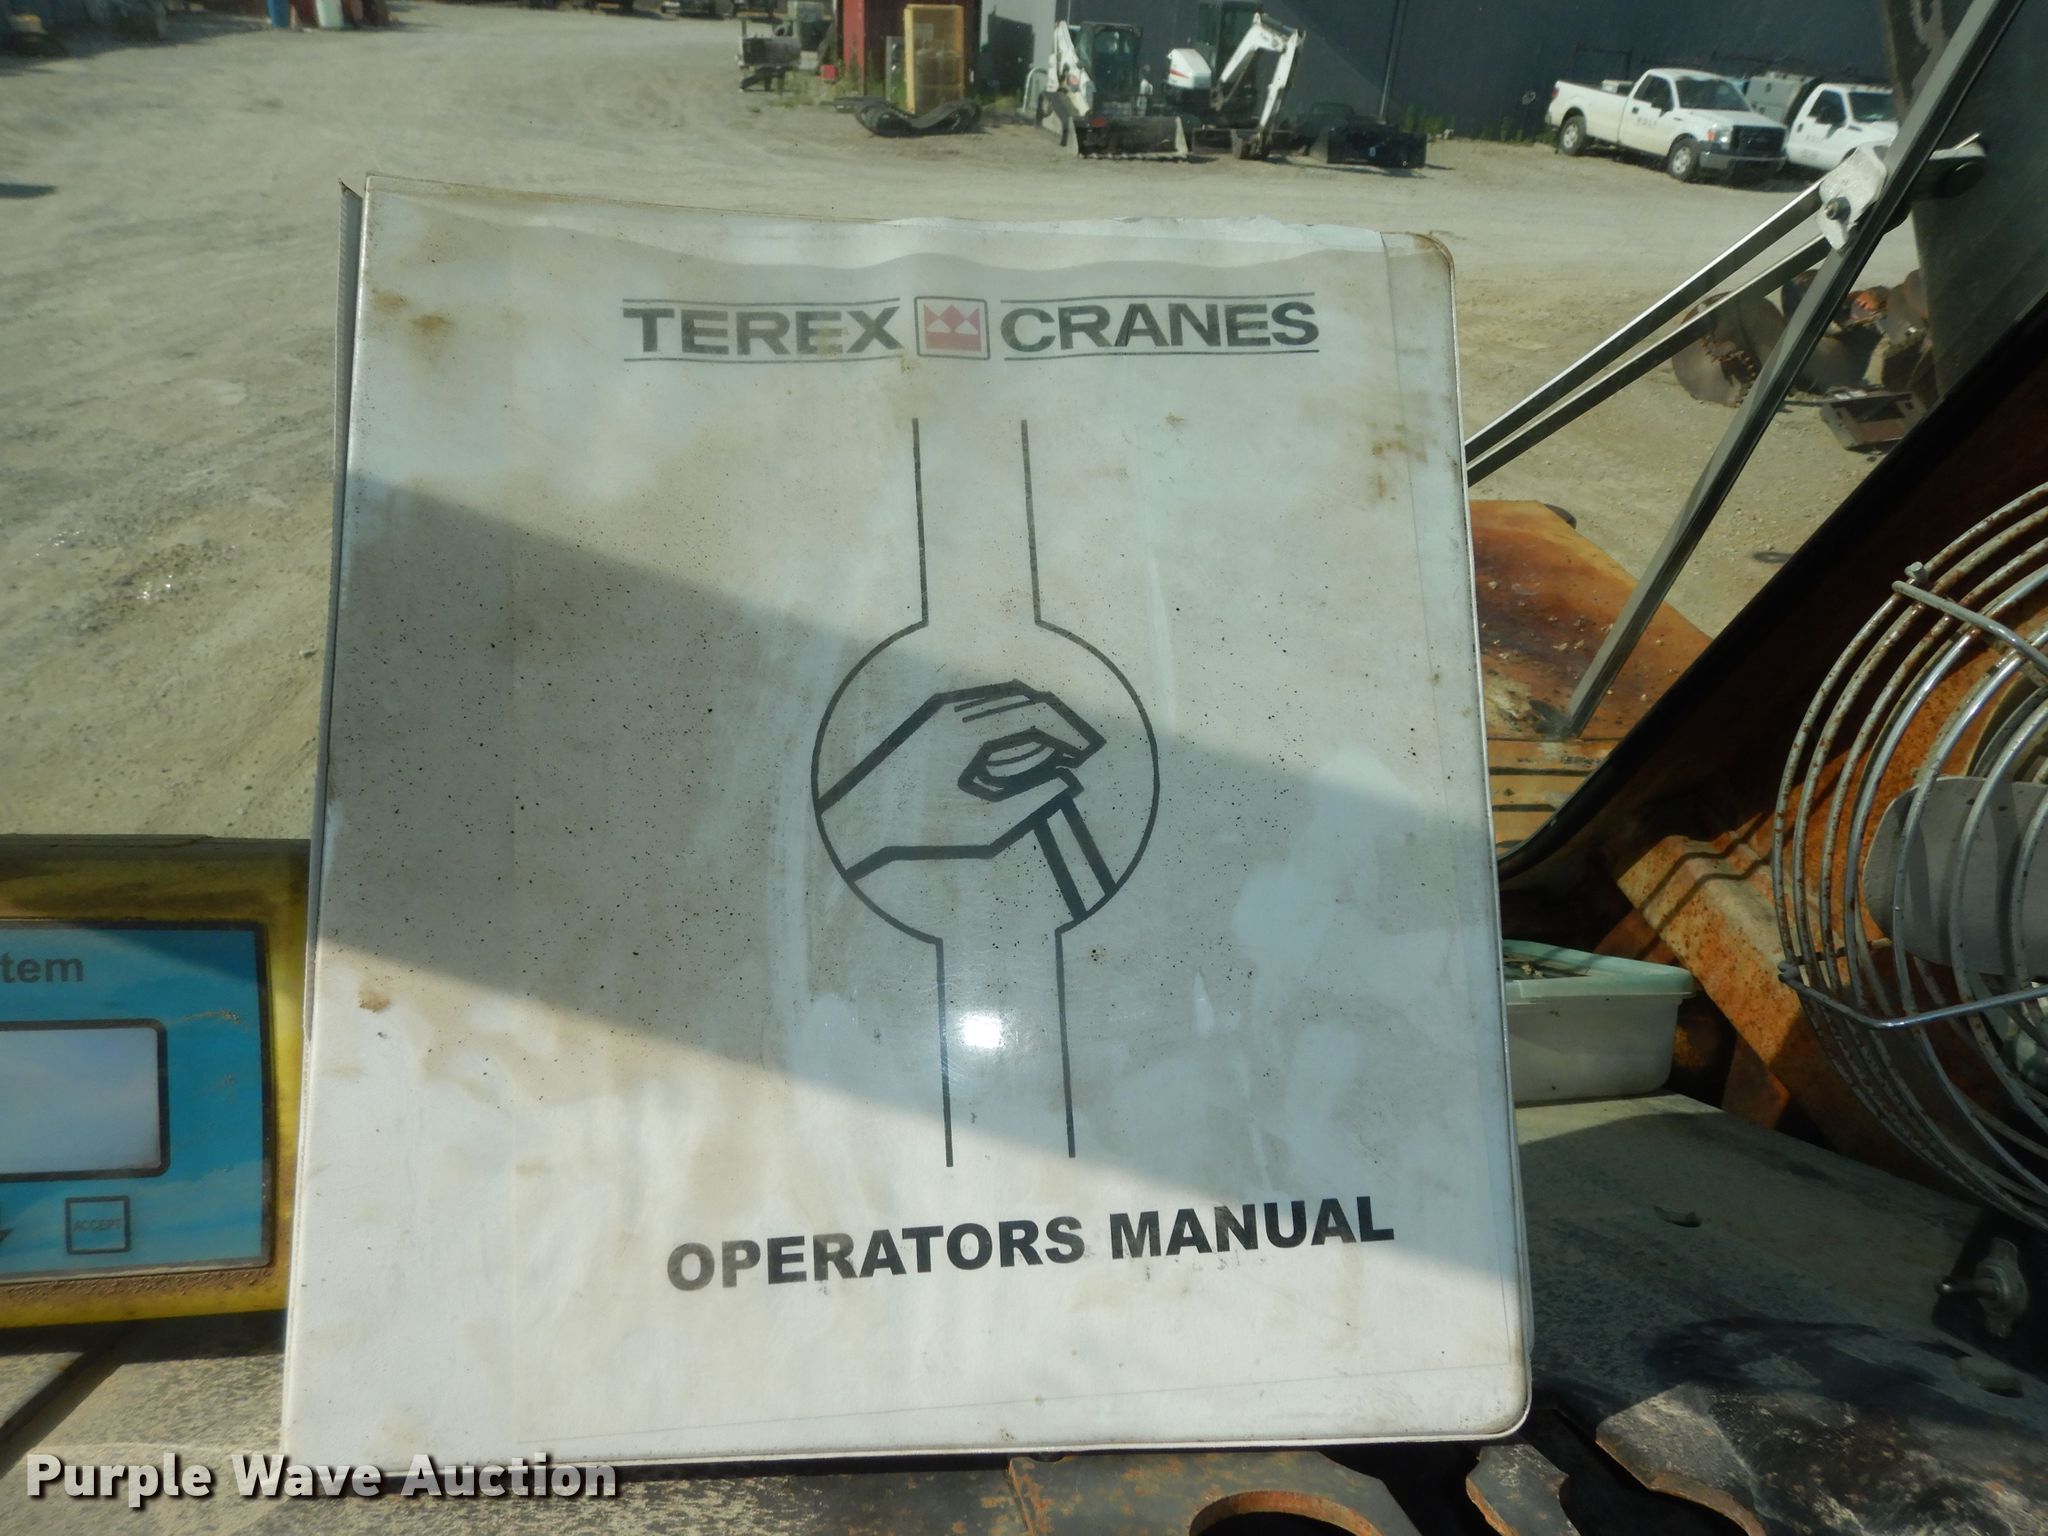 TEREX CRANES
tem
ACCEPT
OPERATORS MANUAL
Purple Wave Auction